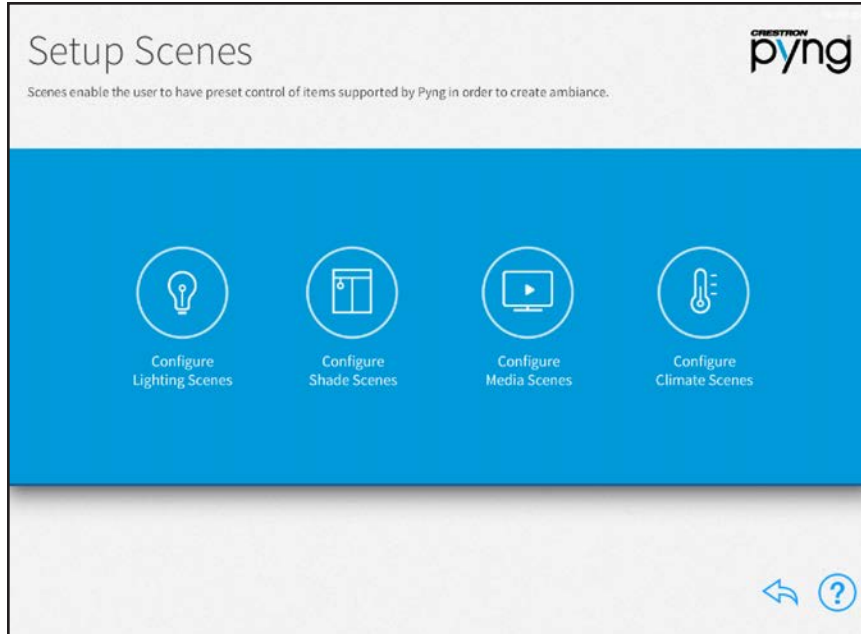 Setup Scenes
CRESTRON
pyng
Scenes enable the user to have preset control of items supported by Pyng in order to create ambiance.
Configure
Lighting Scenes
Configure
Shade Scenes
Configure
Media Scenes
Configure
Climate Scenes
?